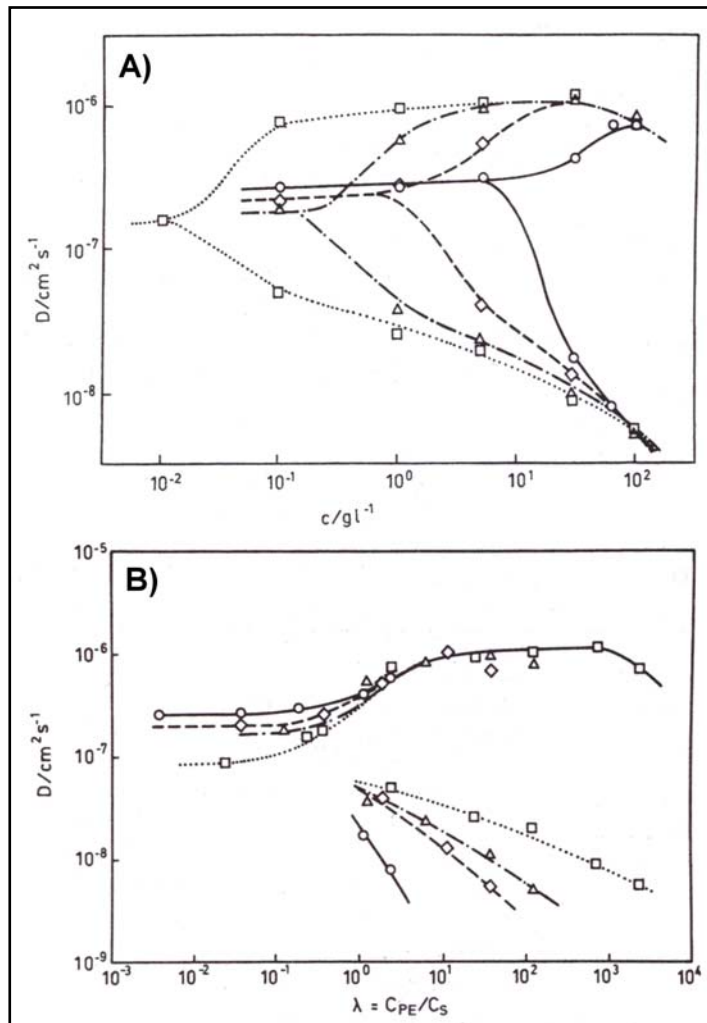 A)
10⁻⁶
10⁻⁷
10⁻⁸
D/cm² s⁻¹
10⁻² 10⁻¹ 10⁰ 10¹ 10²
c/gl⁻¹
B)
10⁻⁵
10⁻⁶
10⁻⁷
10⁻⁸
10⁻⁹
D/cm² s⁻¹
10⁻³ 10⁻² 10⁻¹ 10⁰ 10¹ 10² 10³ 10⁴
λ = C_PE/C_S